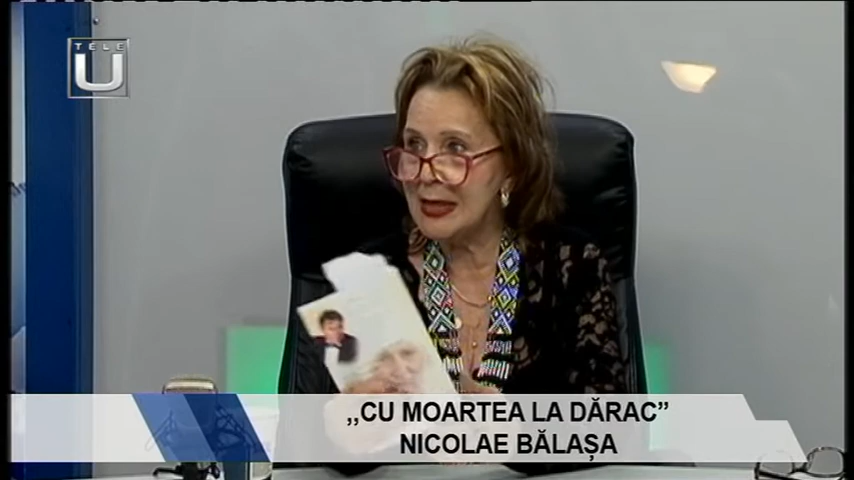 TELE
U
,,CU MOARTEA LA DĂRAC”
NICOLAE BĂLAȘA